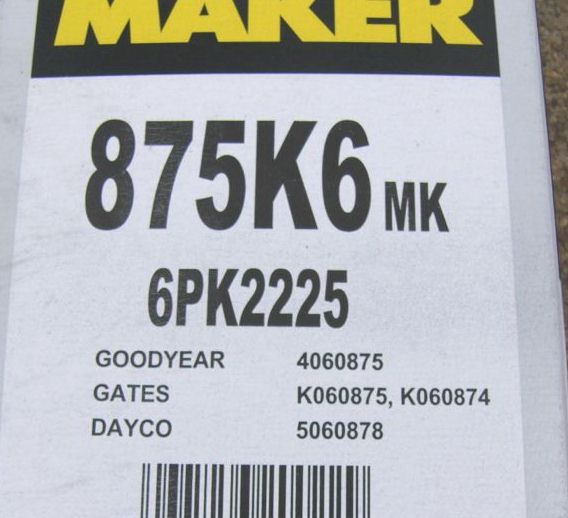 MAKER
875K6 MK
6PK2225
GOODYEAR 4060875
GATES K060875, K060874
DAYCO 5060878